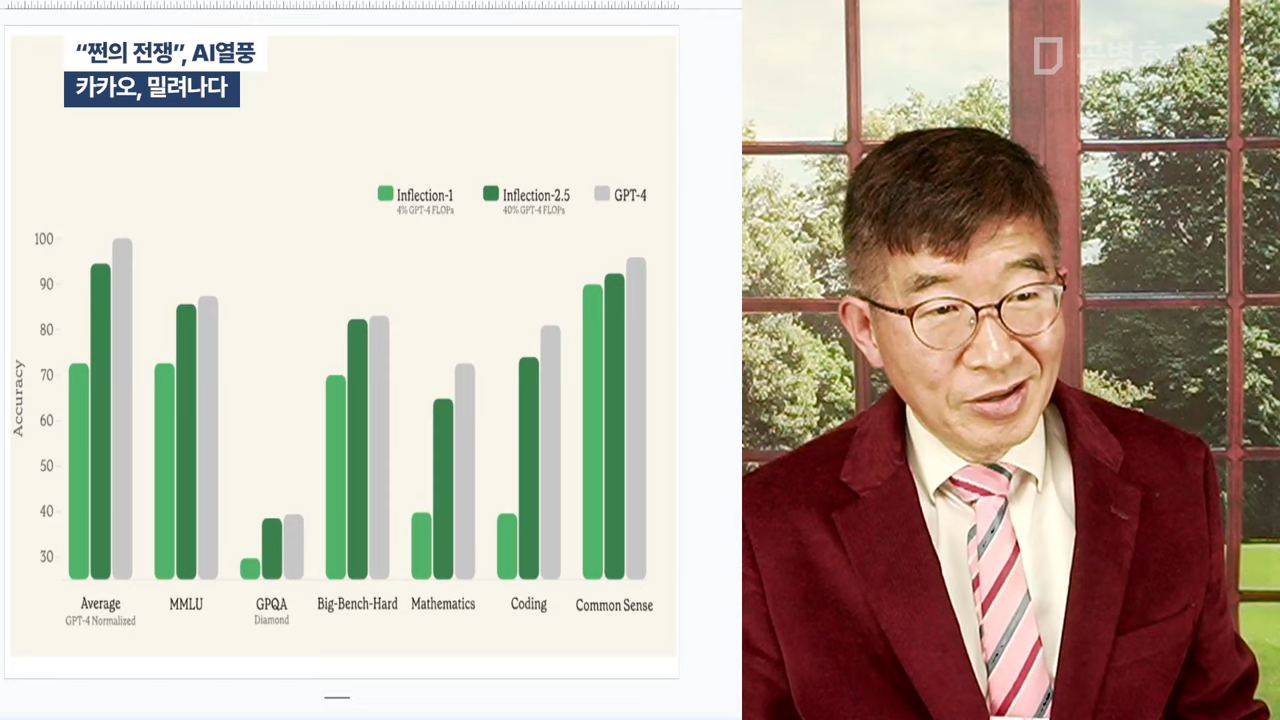 “쩐의 전쟁”, AI열풍
카카오, 밀려나다
Inflection-1
4% GPT-4 FLOPs
Inflection-2.5
40% GPT-4 FLOPs
GPT-4
100
90
80
70
60
50
40
30
Accuracy
Average
GPT-4 Normalized
MMLU
GPQA
Diamond
Big-Bench-Hard
Mathematics
Coding
Common Sense